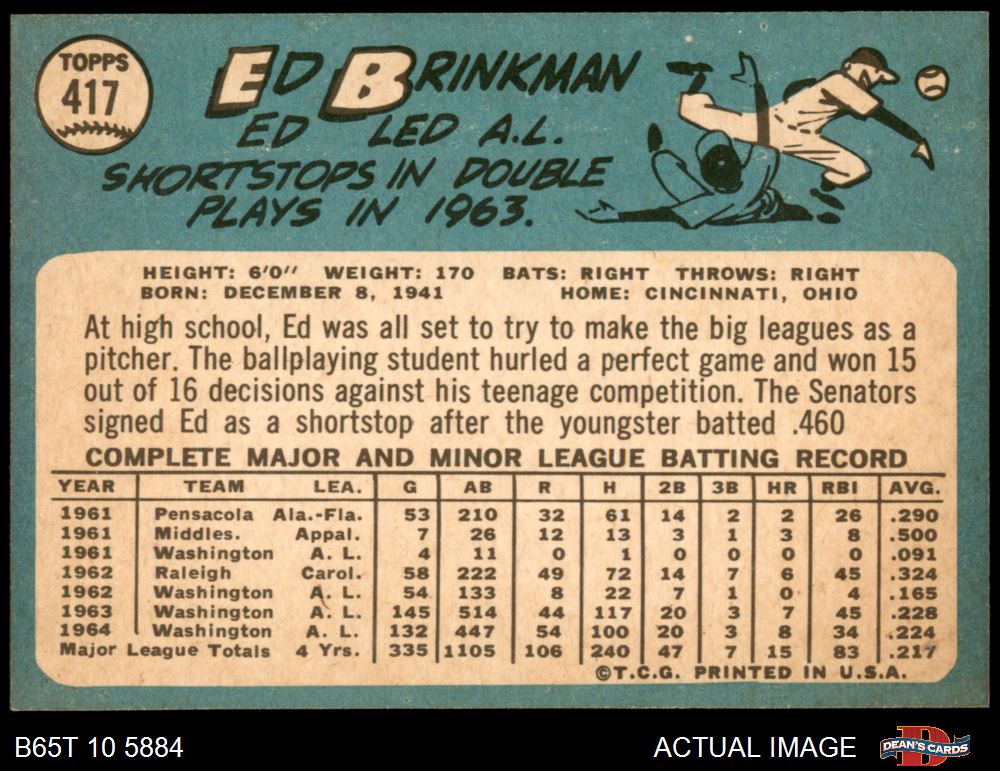 TOPPS
417
ED BRINKMAN
ED LED A.L.
SHORTSTOPS IN DOUBLE
PLAYS IN 1963.
HEIGHT: 6'0" WEIGHT: 170 BATS: RIGHT THROWS: RIGHT
BORN: DECEMBER 8, 1941 HOME: CINCINNATI, OHIO
At high school, Ed was all set to try to make the big leagues as a
pitcher. The ballplaying student hurled a perfect game and won 15
out of 16 decisions against his teenage competition. The Senators
signed Ed as a shortstop after the youngster batted .460
COMPLETE MAJOR AND MINOR LEAGUE BATTING RECORD
YEAR TEAM LEA. G AB R H 2B 3B HR RBI AVG.
1961 Pensacola Ala.-Fla. 53 210 32 61 14 2 2 26 .290
1961 Middles. Appal. 7 26 12 13 3 1 3 8 .500
1961 Washington A. L. 4 11 0 1 0 0 0 0 .091
1962 Raleigh Carol. 58 222 49 72 14 7 6 45 .324
1962 Washington A. L. 54 133 8 22 7 1 0 4 .165
1963 Washington A. L. 145 514 44 117 20 3 7 45 .228
1964 Washington A. L. 132 447 54 100 20 3 8 34 .224
Major League Totals 4 Yrs. 335 1105 106 240 47 7 15 83 .217
©T.C.G. PRINTED IN U.S.A.
B65T 10 5884 ACTUAL IMAGE DEAN'S CARDS